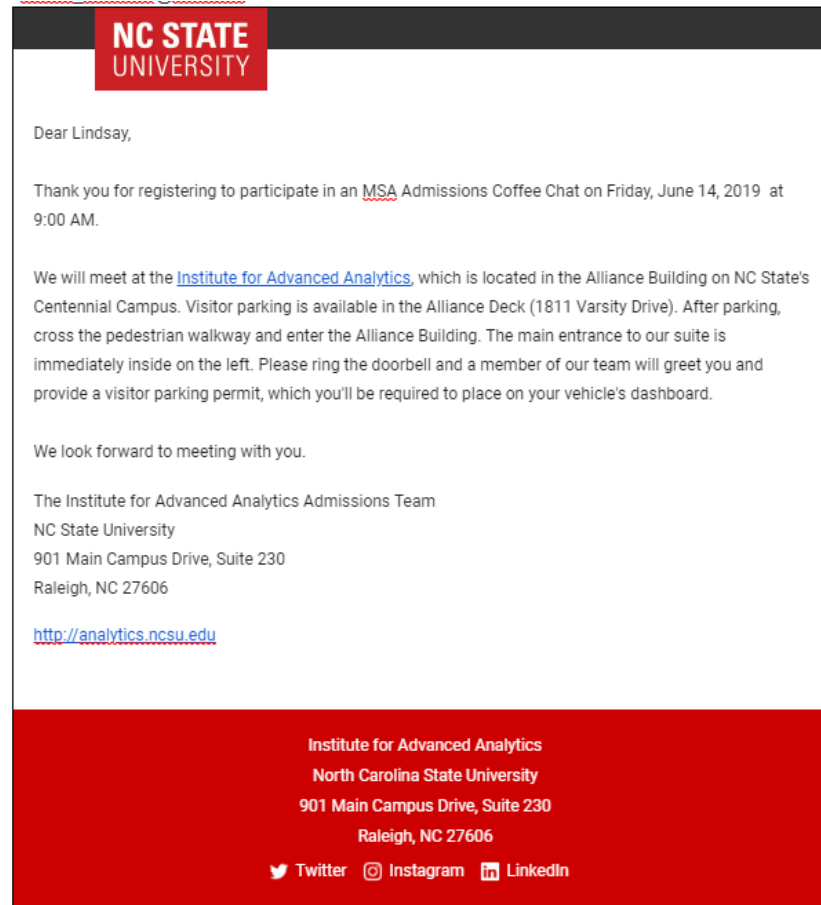 NC STATE
UNIVERSITY
Dear Lindsay,
Thank you for registering to participate in an MSA Admissions Coffee Chat on Friday, June 14, 2019 at
9:00 AM.
We will meet at the Institute for Advanced Analytics, which is located in the Alliance Building on NC State's
Centennial Campus. Visitor parking is available in the Alliance Deck (1811 Varsity Drive). After parking,
cross the pedestrian walkway and enter the Alliance Building. The main entrance to our suite is
immediately inside on the left. Please ring the doorbell and a member of our team will greet you and
provide a visitor parking permit, which you'll be required to place on your vehicle's dashboard.
We look forward to meeting with you.
The Institute for Advanced Analytics Admissions Team
NC State University
901 Main Campus Drive, Suite 230
Raleigh, NC 27606
http://analytics.ncsu.edu
Institute for Advanced Analytics
North Carolina State University
901 Main Campus Drive, Suite 230
Raleigh, NC 27606
Twitter Instagram LinkedIn